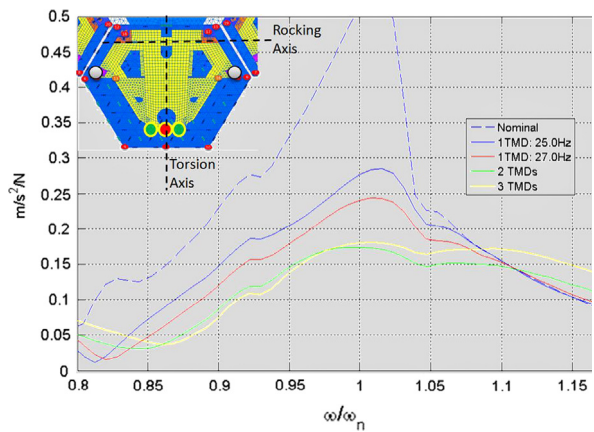 0.5
0.45
0.4
0.35
0.3
0.25
0.2
0.15
0.1
0.05
0
m/s²/N
Rocking
Axis
Torsion
Axis
Nominal
1TMD: 25.0Hz
1TMD: 27.0Hz
2 TMDs
3 TMDs
0.8 0.85 0.9 0.95 1 1.05 1.1 1.15
ω/ωn